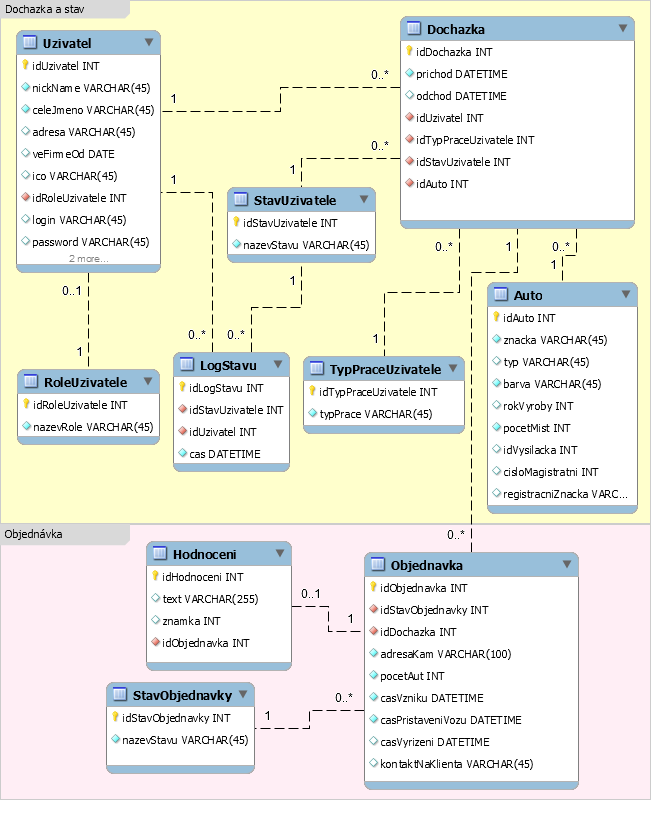 Dochazka a stav
Uzivatel
idUzivatel INT
nickName VARCHAR(45)
celeJmeno VARCHAR(45)
adresa VARCHAR(45)
veFirmeOd DATE
ico VARCHAR(45)
idRoleUzivatele INT
login VARCHAR(45)
password VARCHAR(45)
2 more...
Dochazka
idDochazka INT
prichod DATETIME
odchod DATETIME
idUzivatel INT
idTypPraceUzivatele INT
idStavUzivatele INT
idAuto INT
1
0..*
0..*
1
1
StavUzivatele
idStavUzivatele INT
nazevStavu VARCHAR(45)
0..*
1
0..*
1
1
0..1
0..*
0..*
1
1
RoleUzivatele
idRoleUzivatele INT
nazevRole VARCHAR(45)
LogStavu
idLogStavu INT
idStavUzivatele INT
idUzivatel INT
cas DATETIME
TypPraceUzivatele
idTypPraceUzivatele INT
typPrace VARCHAR(45)
Auto
idAuto INT
znacka VARCHAR(45)
typ VARCHAR(45)
barva VARCHAR(45)
rokVyroby INT
pocetMist INT
idVysilacka INT
cisloMagistratni INT
registracniZnacka VARC...
Objednávka
0..*
Hodnoceni
idHodnoceni INT
text VARCHAR(255)
znamka INT
idObjednavka INT
0..1
1
Objednavka
idObjednavka INT
idStavObjednavky INT
idDochazka INT
adresaKam VARCHAR(100)
pocetAut INT
casVzniku DATETIME
casPristaveniVozu DATETIME
casVyrizeni DATETIME
kontaktNaKlienta VARCHAR(45)
StavObjednavky
idStavObjednavky INT
nazevStavu VARCHAR(45)
1
0..*